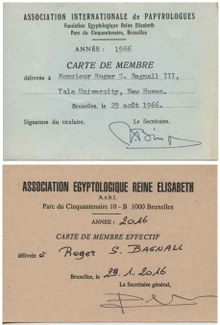 ASSOCIATION INTERNATIONALE de PAPYROLOGUES
Fondation Egyptologique Reine Elisabeth
Parc du Cinquantenaire, Bruxelles
ANNÉE : 1966
CARTE DE MEMBRE
délivrée à Monsieur Roger S. Bagnall III,
Yale University, New Haven.
Bruxelles, le 29 août 1966.
Signature du titulaire. Le Secrétaire.
ASSOCIATION EGYPTOLOGIQUE REINE ELISABETH
A.s.b.l.
Parc du Cinquantenaire 10 - B 1000 Bruxelles
ANNEE : 2016
CARTE DE MEMBRE EFFECTIF
délivrée à Roger S. BAGNALL
Bruxelles, le 29.1.2016
Le Secrétaire général,